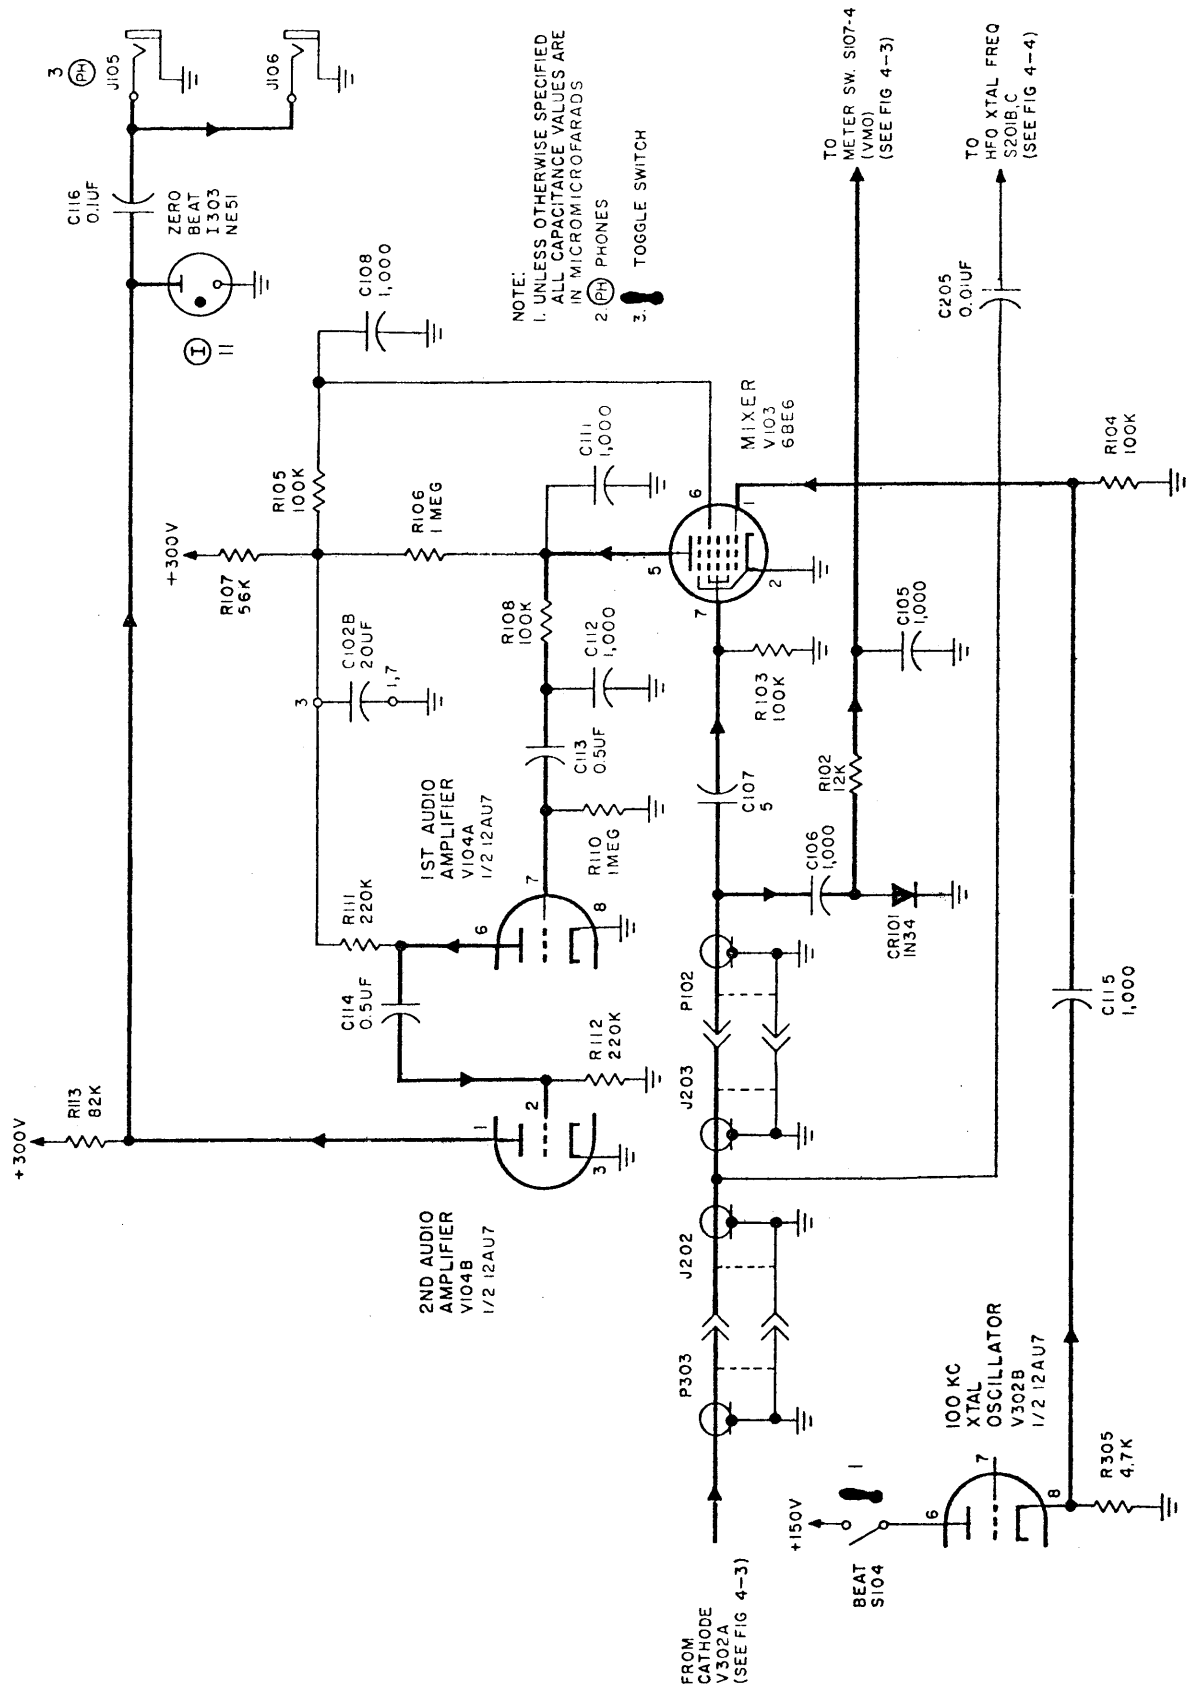 +300V
R113
82K
2ND AUDIO
AMPLIFIER
V104B
1/2 12AU7
1
2
3
R112
220K
C114
0.5UF
R111
220K
1ST AUDIO
AMPLIFIER
V104A
1/2 12AU7
6
7
8
R110
1MEG
C113
0.5UF
C112
1,000
R108
100K
3
C102B
20UF
1,7
+300V
R107
56K
R105
100K
R106
1 MEG
C111
1,000
C108
1,000
I
11
ZERO
BEAT
I303
NE51
C116
0.1UF
3
PH
J105
J106
NOTE:
1. UNLESS OTHERWISE SPECIFIED
ALL CAPACITANCE VALUES ARE
IN MICROMICROFARADS
2. PH PHONES
3. TOGGLE SWITCH
FROM
CATHODE
V302A
(SEE FIG 4-3)
P303
J202
J203
P102
C107
5
C106
1,000
CR101
1N34
R102
12K
R103
100K
C105
1,000
5
6
7
1
2
MIXER
V103
6BE6
TO
METER SW. S107-4
(VMO)
(SEE FIG 4-3)
C205
0.01UF
TO
HFO XTAL FREQ
S201B,C
(SEE FIG 4-4)
+150V
BEAT
S104
1
100 KC
XTAL
OSCILLATOR
V302B
1/2 12AU7
6
7
8
R305
4.7K
C115
1,000
R104
100K